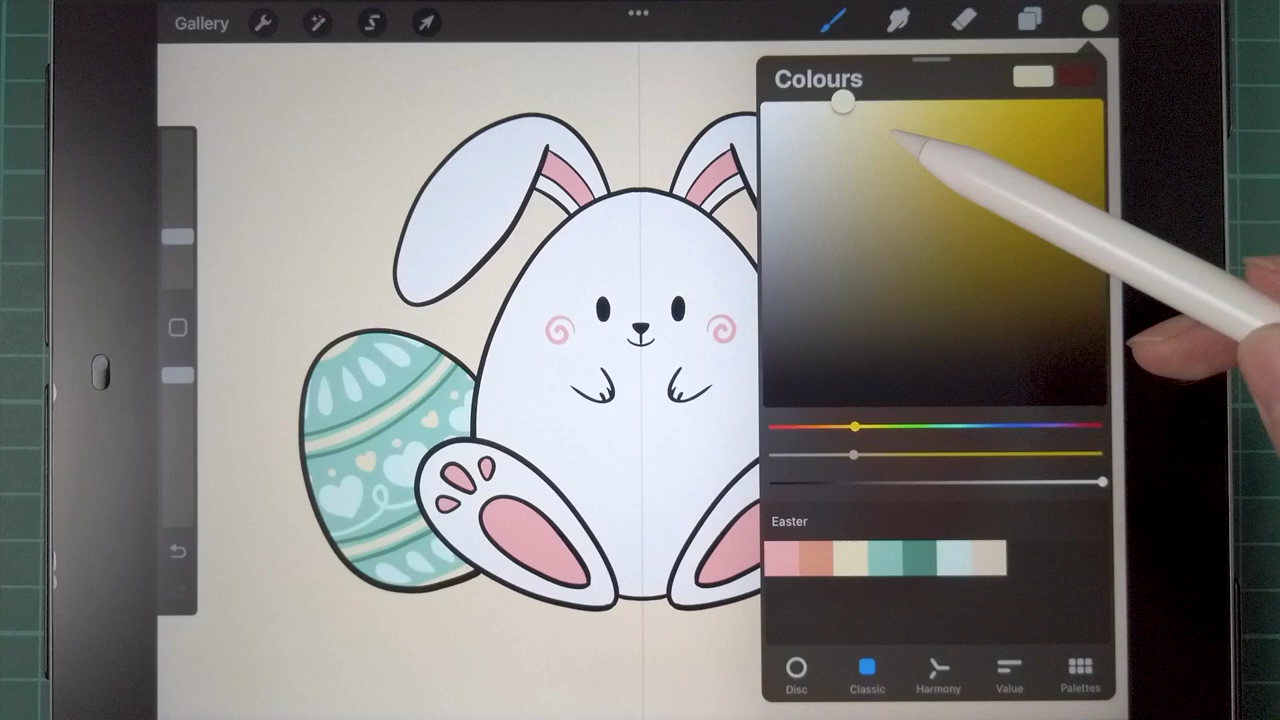 Gallery
Colours
Easter
Disc
Classic
Harmony
Value
Palettes